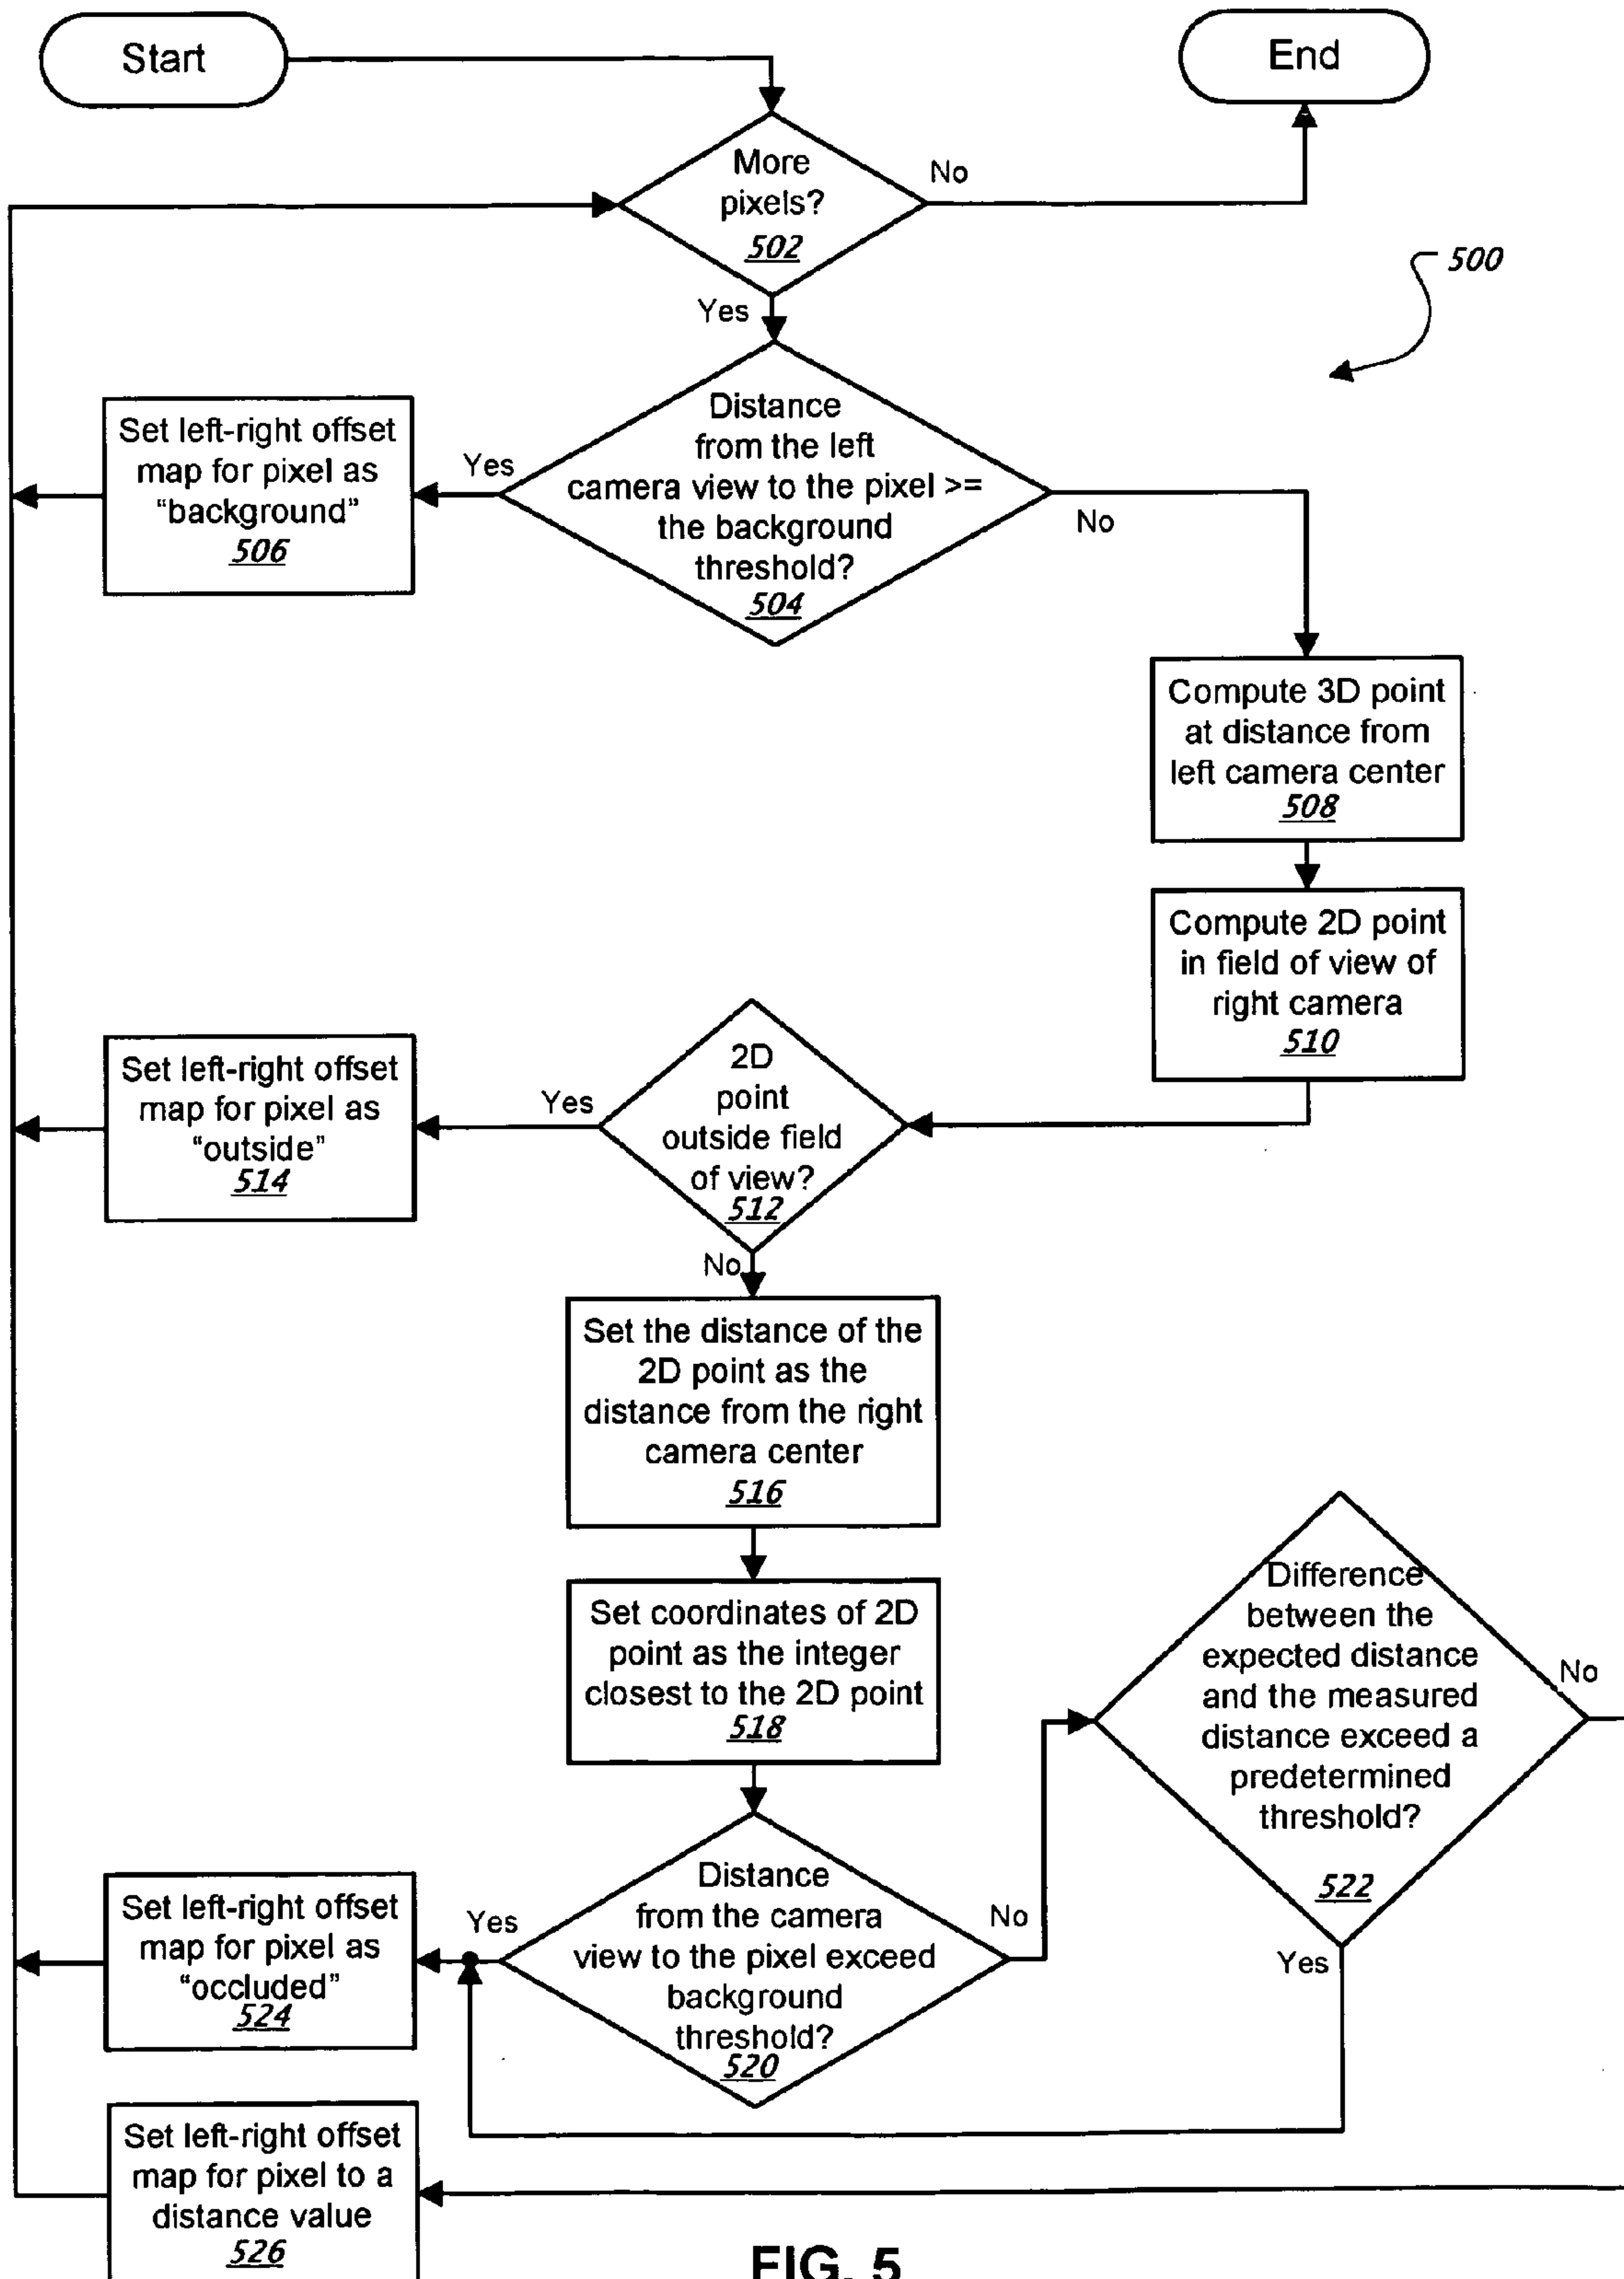 Start
End
More
pixels?
502
No
Yes
500
Distance
from the left
camera view to the pixel >=
the background
threshold?
504
Yes
No
Set left-right offset
map for pixel as
“background”
506
Compute 3D point
at distance from
left camera center
508
Compute 2D point
in field of view of
right camera
510
2D
point
outside field
of view?
512
Yes
No
Set left-right offset
map for pixel as
“outside”
514
Set the distance of the
2D point as the
distance from the right
camera center
516
Set coordinates of 2D
point as the integer
closest to the 2D point
518
Difference
between the
expected distance
and the measured
distance exceed a
predetermined
threshold?
522
No
Yes
Distance
from the camera
view to the pixel exceed
background
threshold?
520
Yes
No
Set left-right offset
map for pixel as
“occluded”
524
Set left-right offset
map for pixel to a
distance value
526
FIG. 5